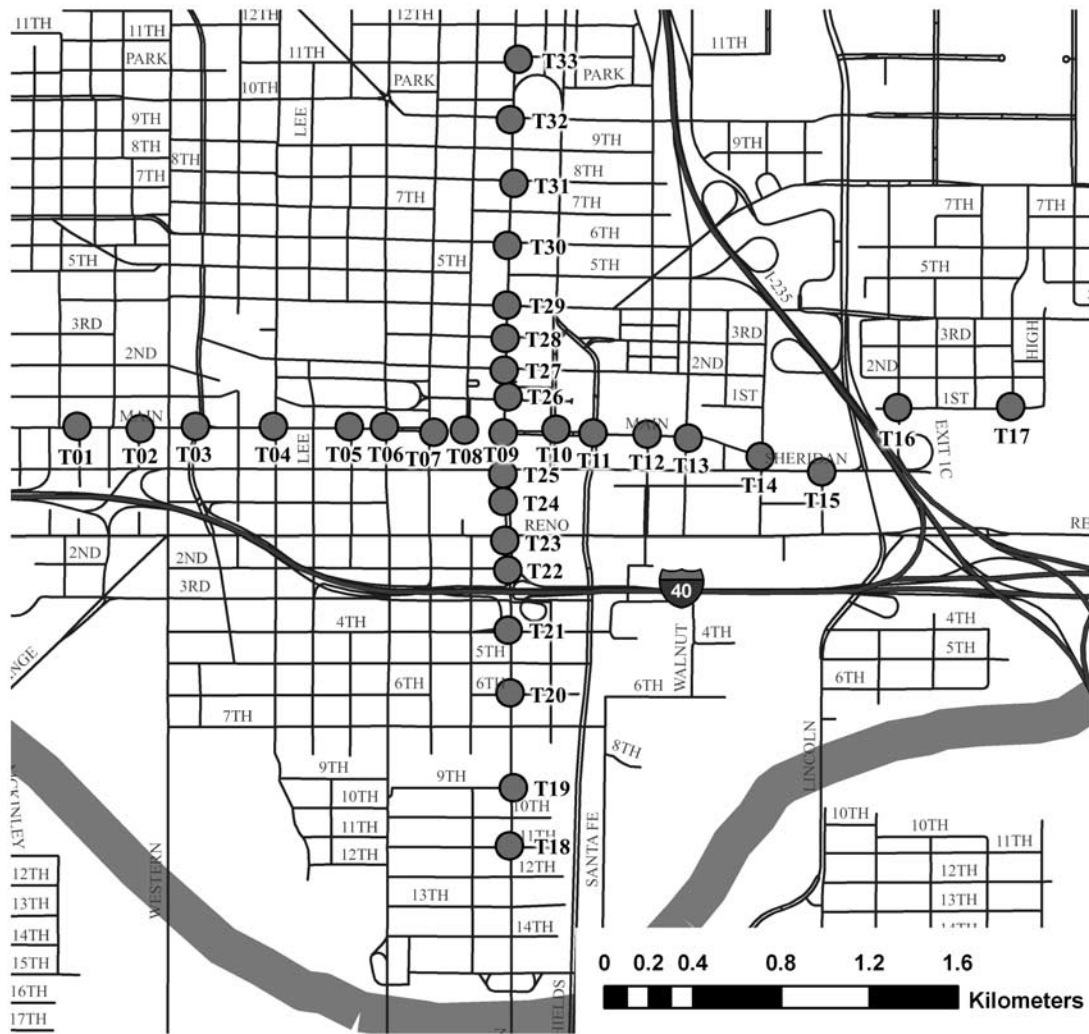 11TH
12TH
12TH
11TH
11TH
11TH
PARK
T33
PARK
PARK
10TH
LEE
9TH
T32
9TH
9TH
8TH
8TH
8TH
7TH
T31
7TH
7TH
7TH
7TH
T30
6TH
5TH
5TH
5TH
5TH
I-235
T29
3RD
T28
3RD
3RD
HIGH
2ND
2ND
2ND
T27
1ST
1ST
T26
MAIN
MAIN
T01
T02
T03
T04
LEE
T05
T06
T07
T08
T09
T10
T11
T12
T13
T14
SHERIDAN
T15
T16
EXIT 1C
T17
T25
T24
RENO
RE
T23
2ND
2ND
T22
3RD
40
4TH
T21
4TH
4TH
5TH
5TH
WALNUT
6TH
6TH
T20
6TH
6TH
7TH
8TH
LINCOLN
9TH
9TH
T19
10TH
10TH
10TH
10TH
MCKINLEY
11TH
11TH
T18
11TH
12TH
12TH
12TH
12TH
WESTERN
SANTA FE
13TH
13TH
13TH
14TH
14TH
15TH
16TH
17TH
0 0.2 0.4 0.8 1.2 1.6
Kilometers